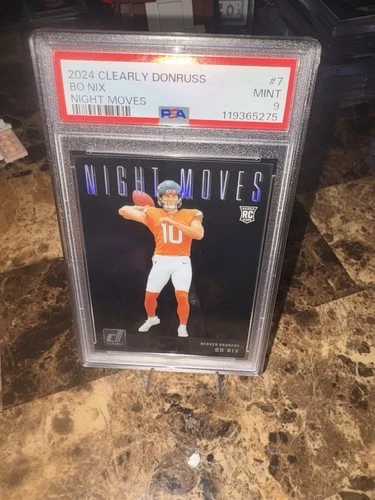 2024 CLEARLY DONRUSS #7
BO NIX MINT
NIGHT MOVES 9
PSA 119365275
NIGHT MOVES
RC
10
DENVER BRONCOS
BO NIX